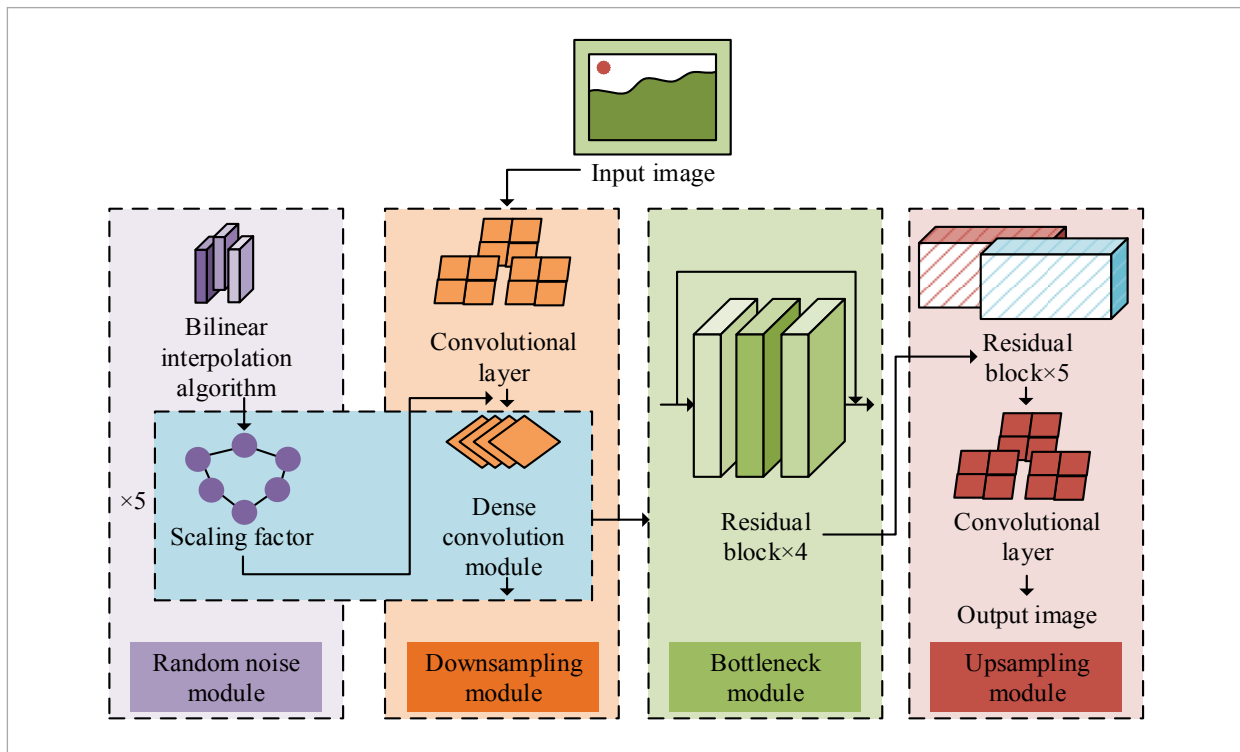 Input image
Bilinear
interpolation
algorithm
×5
Scaling factor
Random noise
module
Convolutional
layer
Dense
convolution
module
Downsampling
module
Residual
block×4
Bottleneck
module
Residual
block×5
Convolutional
layer
Output image
Upsampling
module